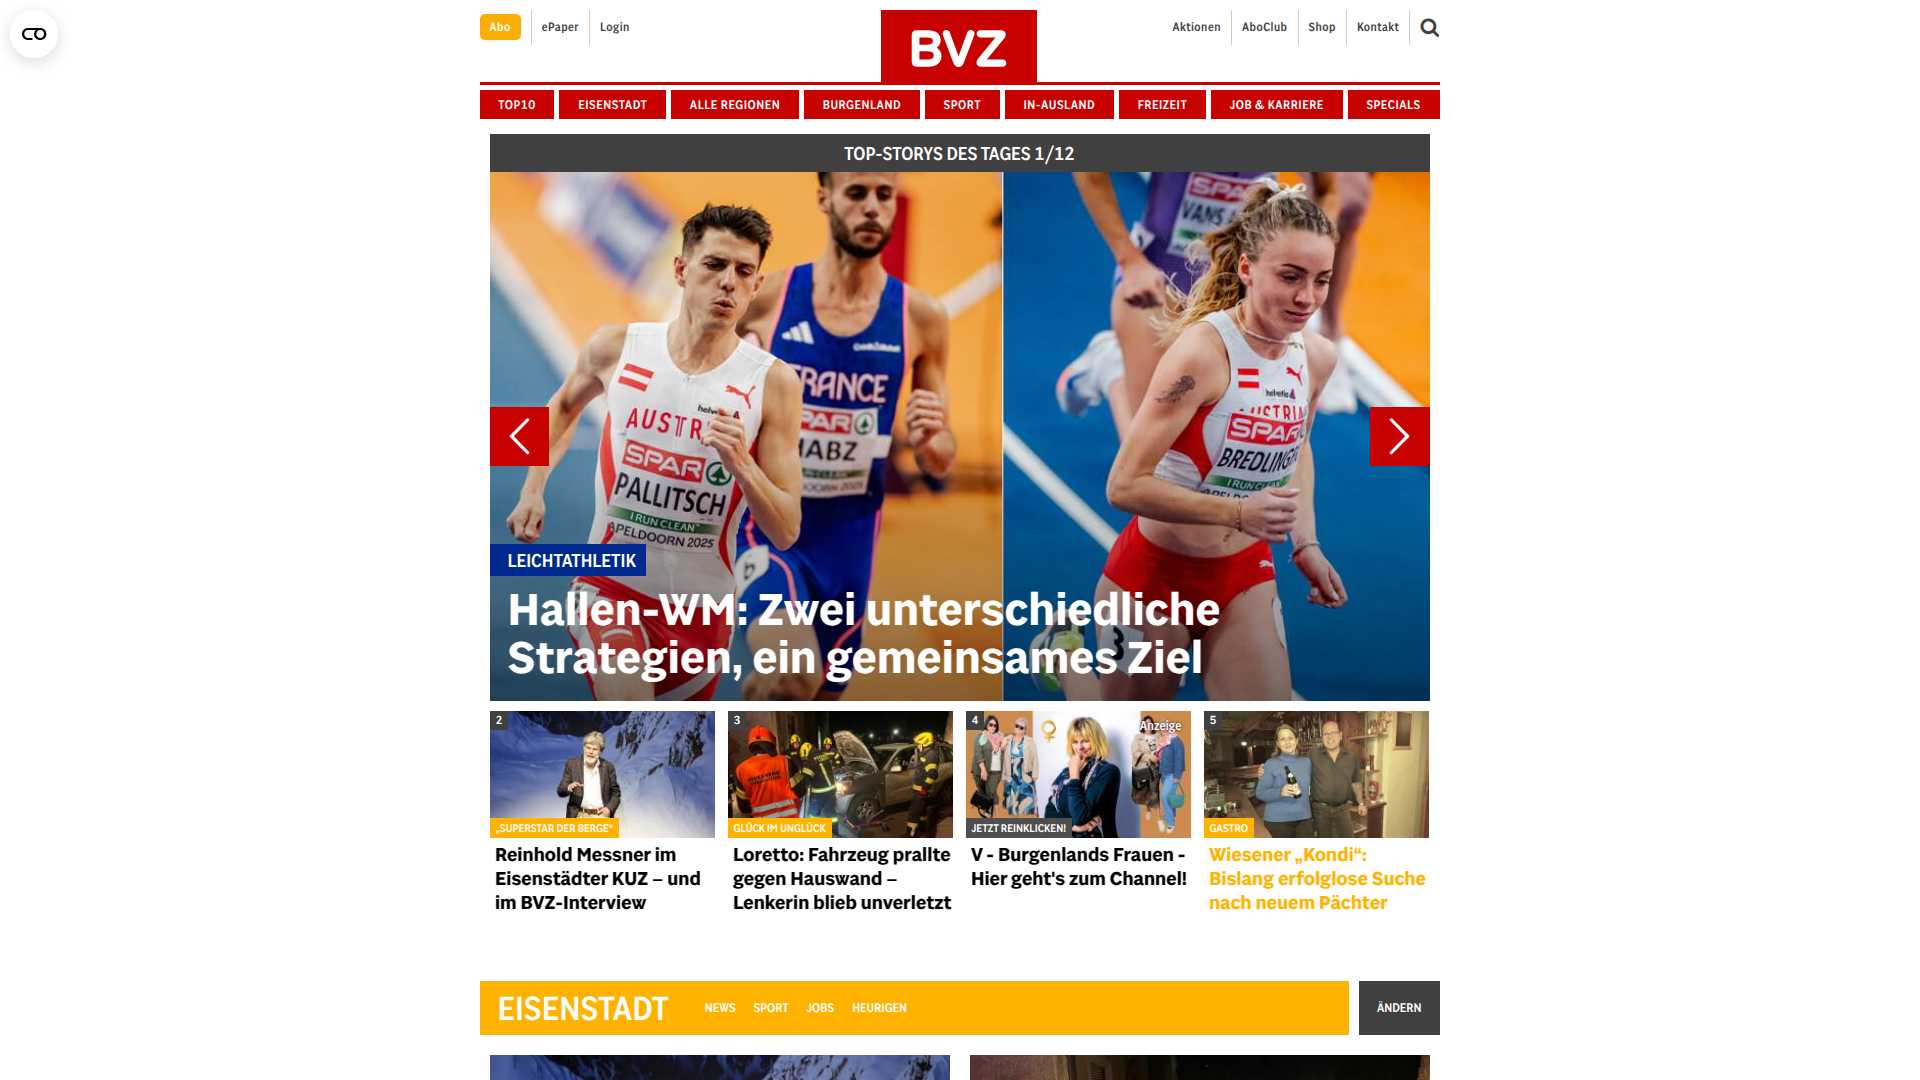 Abo
ePaper
Login
BVZ
Aktionen
AboClub
Shop
Kontakt
TOP10
EISENSTADT
ALLE REGIONEN
BURGENLAND
SPORT
IN-AUSLAND
FREIZEIT
JOB & KARRIERE
SPECIALS
TOP-STORYS DES TAGES 1/12
SPAR
VANS
FRANCE
SPAR
HABZ
AUSTR
SPAR
PALLITSCH
I RUN CLEAN
APELDOORN 2025
helvetia
AUSTRIA
SPAR
I RUN CLEAN
LEICHTATHLETIK
Hallen-WM: Zwei unterschiedliche
Strategien, ein gemeinsames Ziel
2
„SUPERSTAR DER BERGE“
Reinhold Messner im
Eisenstädter KUZ – und
im BVZ-Interview
3
GLÜCK IM UNGLÜCK
Loretto: Fahrzeug prallte
gegen Hauswand –
Lenkerin blieb unverletzt
4
Anzeige
JETZT REINKLICKEN!
V - Burgenlands Frauen -
Hier geht's zum Channel!
5
GASTRO
Wiesener „Kondi“:
Bislang erfolglose Suche
nach neuem Pächter
EISENSTADT
NEWS
SPORT
JOBS
HEURIGEN
ÄNDERN